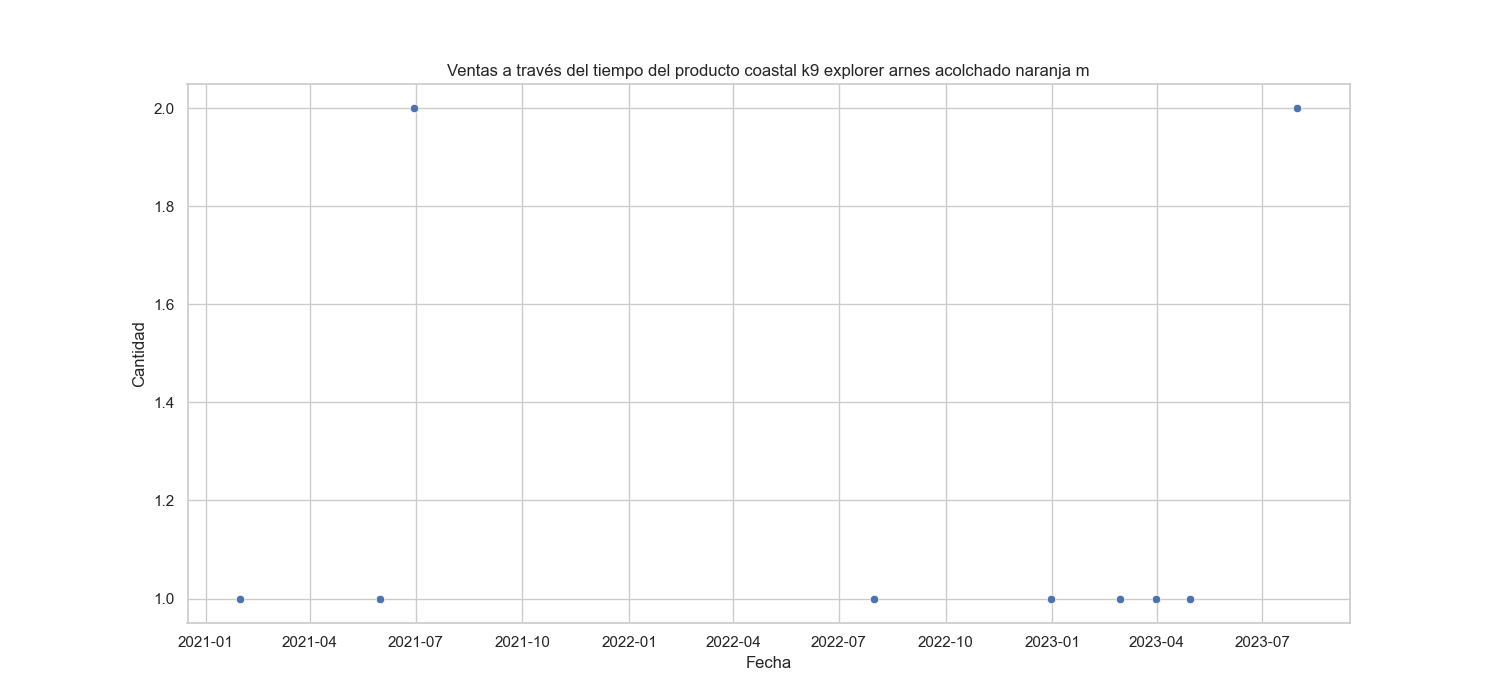 Ventas a través del tiempo del producto coastal k9 explorer arnes acolchado naranja m
2.0
1.8
1.6
1.4
1.2
1.0
Cantidad
2021-01 2021-04 2021-07 2021-10 2022-01 2022-04 2022-07 2022-10 2023-01 2023-04 2023-07
Fecha